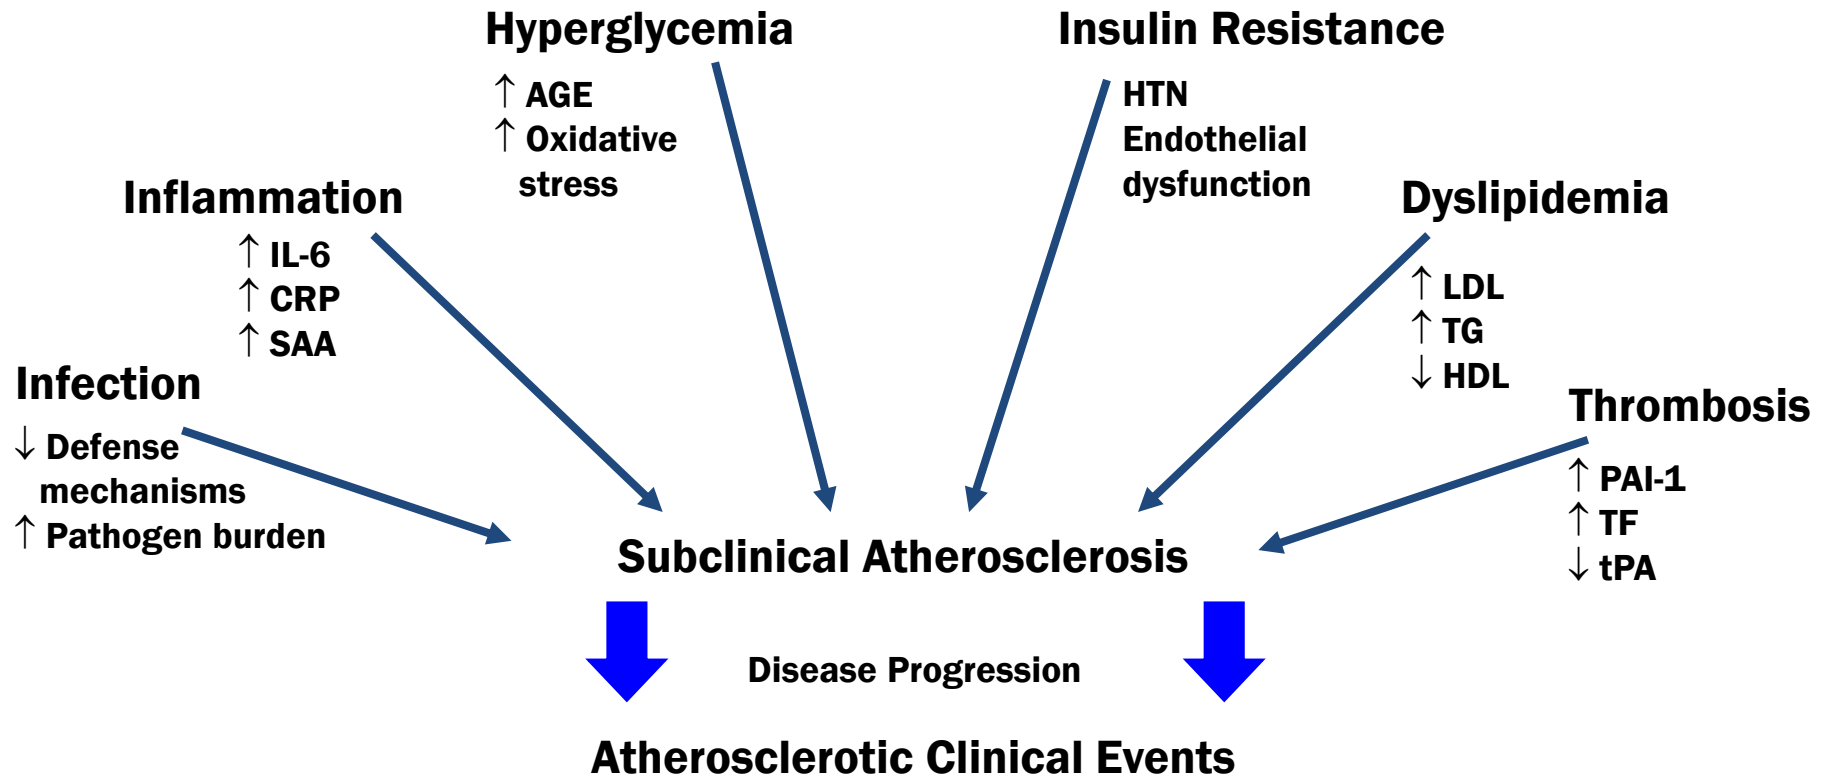 Hyperglycemia
↑ AGE
↑ Oxidative
stress
Insulin Resistance
HTN
Endothelial
dysfunction
Inflammation
↑ IL-6
↑ CRP
↑ SAA
Dyslipidemia
↑ LDL
↑ TG
↓ HDL
Infection
↓ Defense
mechanisms
↑ Pathogen burden
Thrombosis
↑ PAI-1
↑ TF
↓ tPA
Subclinical Atherosclerosis
Disease Progression
Atherosclerotic Clinical Events